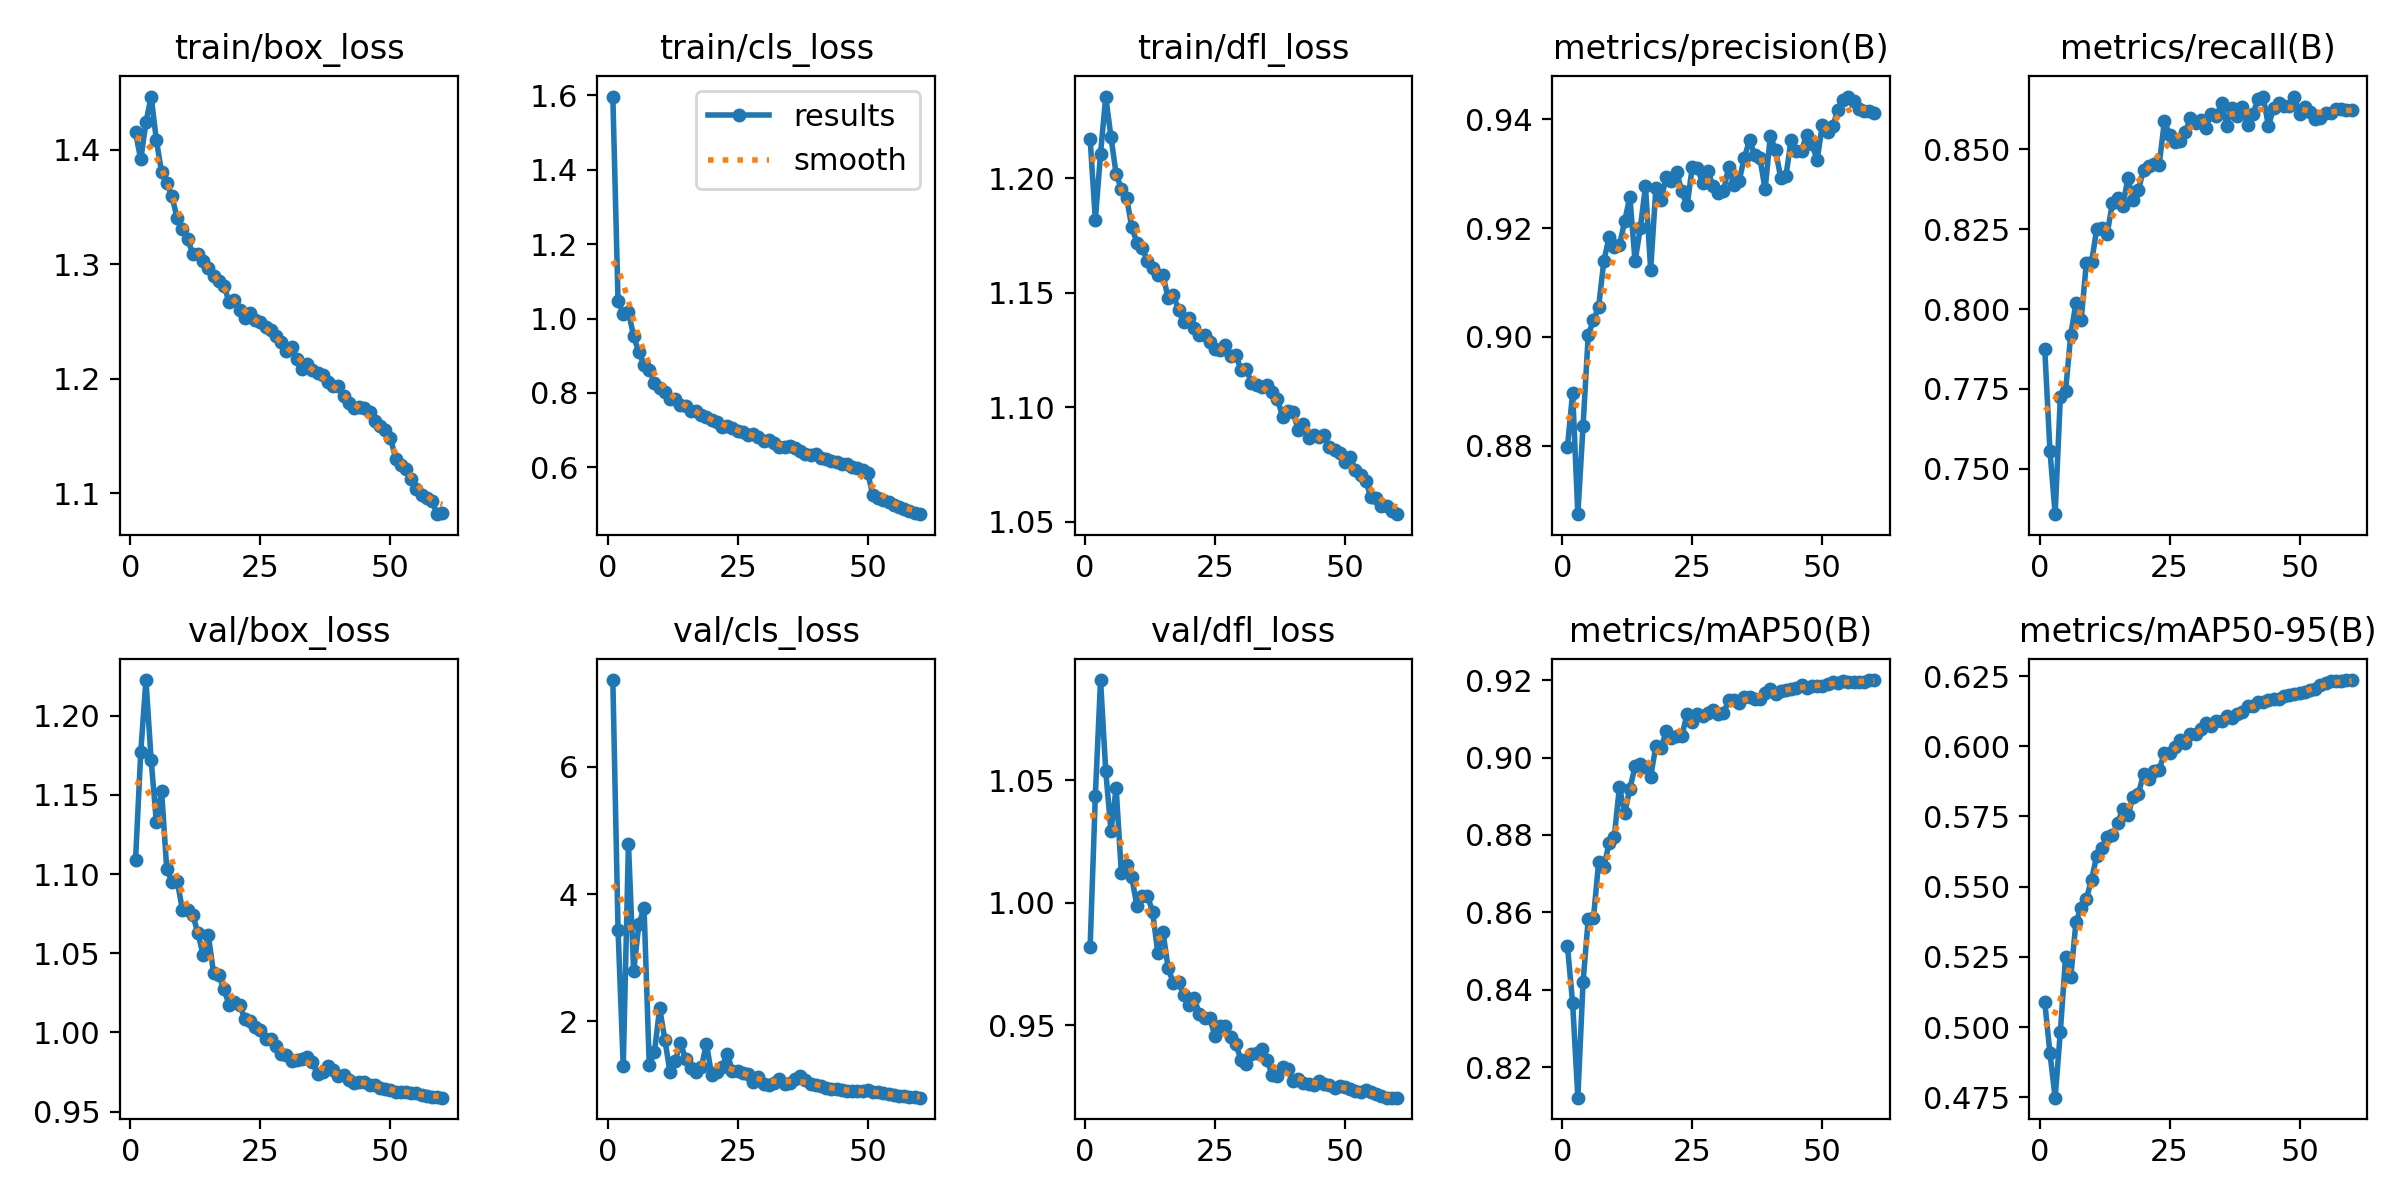 train/box_loss
1.4
1.3
1.2
1.1
0 25 50
train/cls_loss
results
smooth
1.6
1.4
1.2
1.0
0.8
0.6
0 25 50
train/dfl_loss
1.20
1.15
1.10
1.05
0 25 50
metrics/precision(B)
0.94
0.92
0.90
0.88
0 25 50
metrics/recall(B)
0.850
0.825
0.800
0.775
0.750
0 25 50
val/box_loss
1.20
1.15
1.10
1.05
1.00
0.95
0 25 50
val/cls_loss
6
4
2
0 25 50
val/dfl_loss
1.05
1.00
0.95
0 25 50
metrics/mAP50(B)
0.92
0.90
0.88
0.86
0.84
0.82
0 25 50
metrics/mAP50-95(B)
0.625
0.600
0.575
0.550
0.525
0.500
0.475
0 25 50